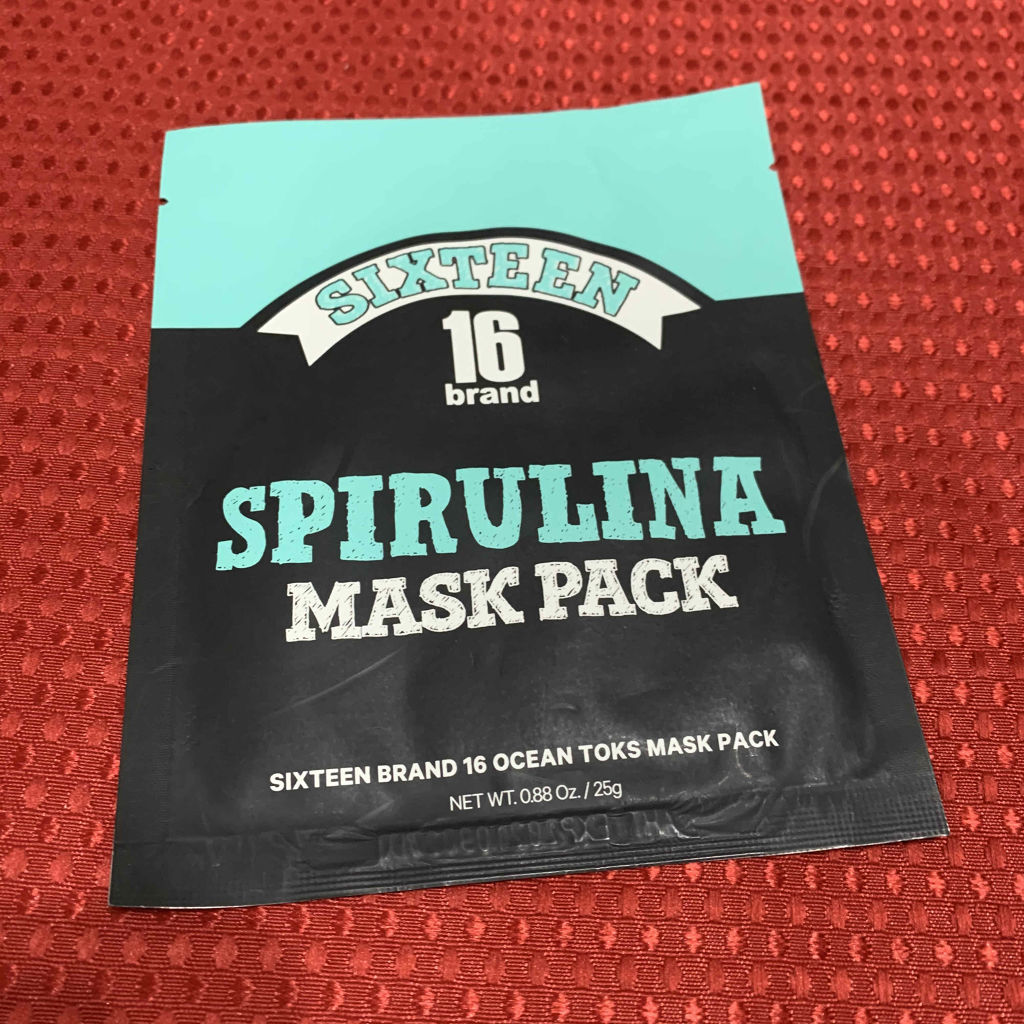 SIXTEEN
16
brand
SPIRULINA
MASK PACK
SIXTEEN BRAND 16 OCEAN TOKS MASK PACK
NET WT. 0.88 Oz. / 25g